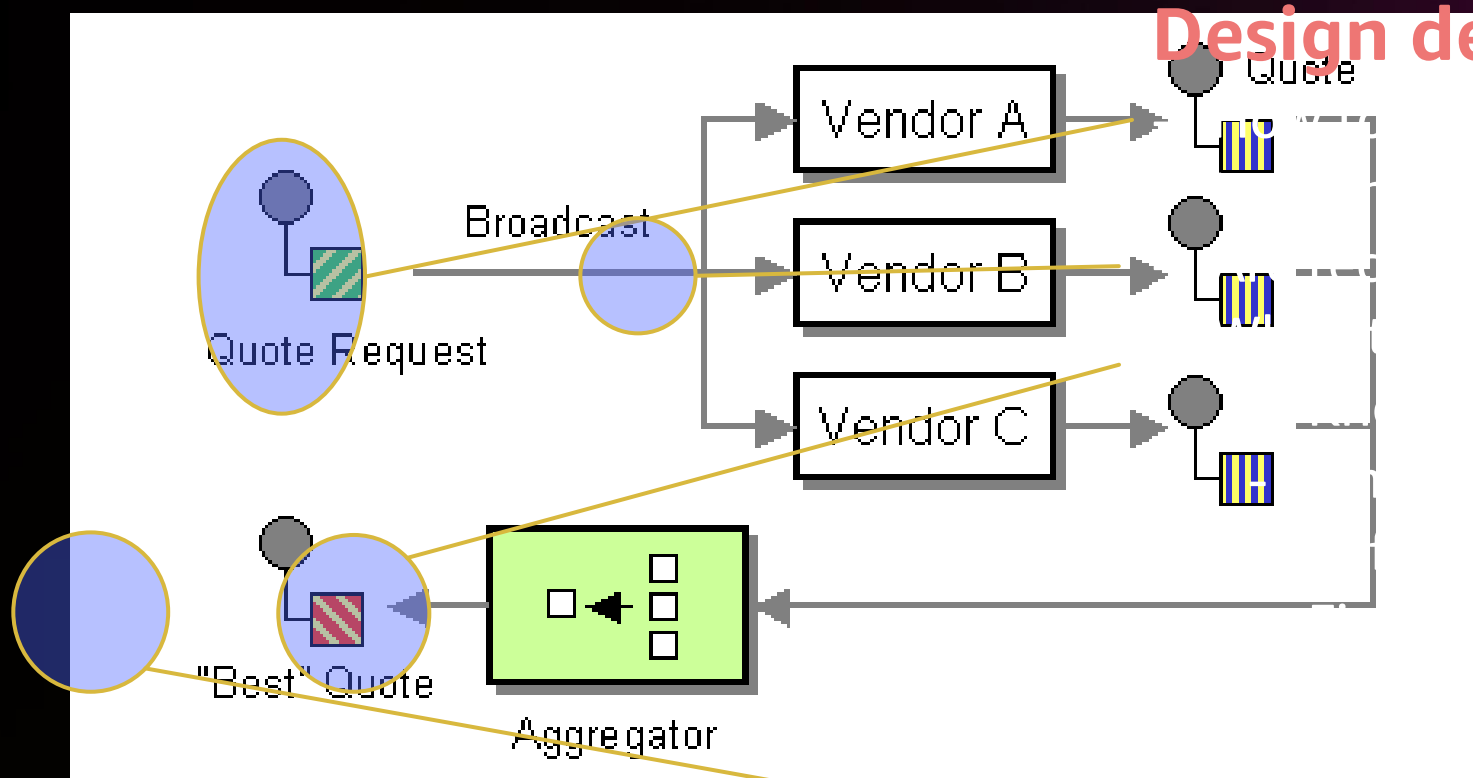 Design de
Quote
Vendor A
Broadcast
Vendor B
Quote Request
Vendor C
"Best" Quote
Aggregator